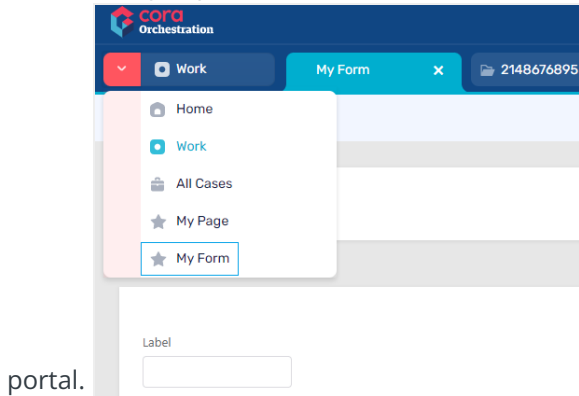 cora
Orchestration
Work
My Form
2148676895
Home
Work
All Cases
My Page
My Form
Label
portal.